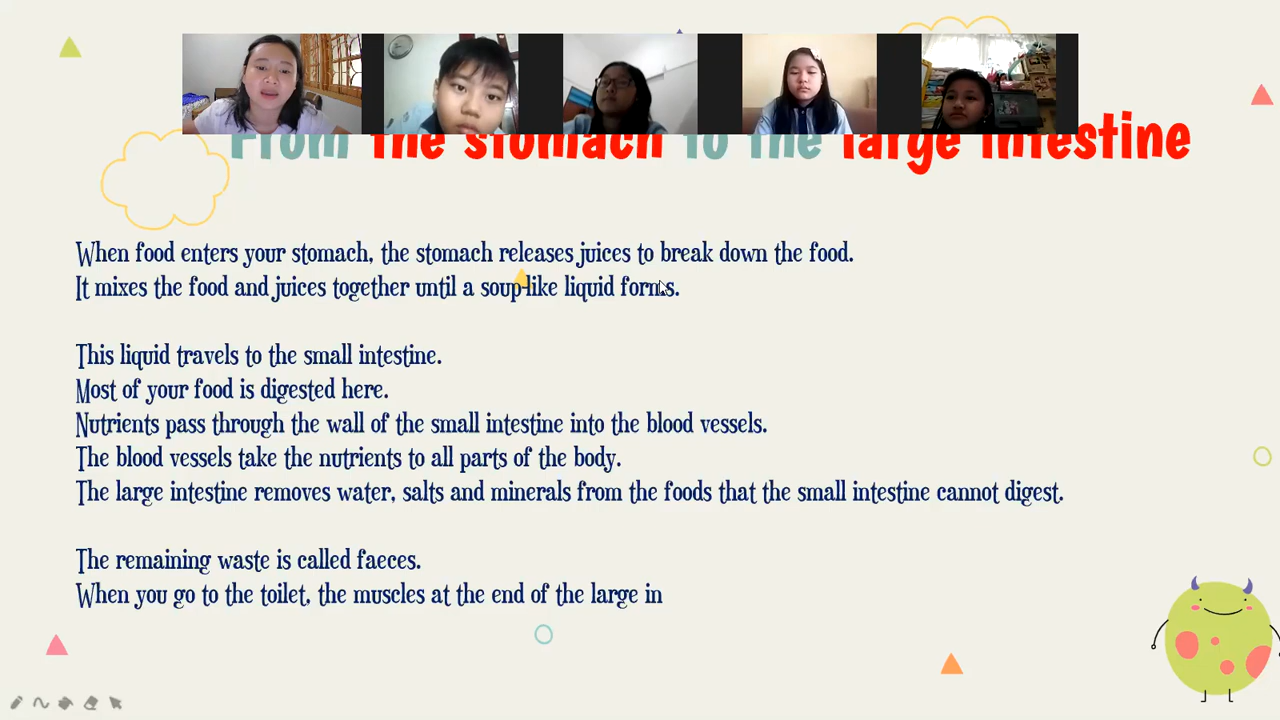 From the stomach to the large intestine
When food enters your stomach, the stomach releases juices to break down the food.
It mixes the food and juices together until a soup-like liquid forms.
This liquid travels to the small intestine.
Most of your food is digested here.
Nutrients pass through the wall of the small intestine into the blood vessels.
The blood vessels take the nutrients to all parts of the body.
The large intestine removes water, salts and minerals from the foods that the small intestine cannot digest.
The remaining waste is called faeces.
When you go to the toilet, the muscles at the end of the large in